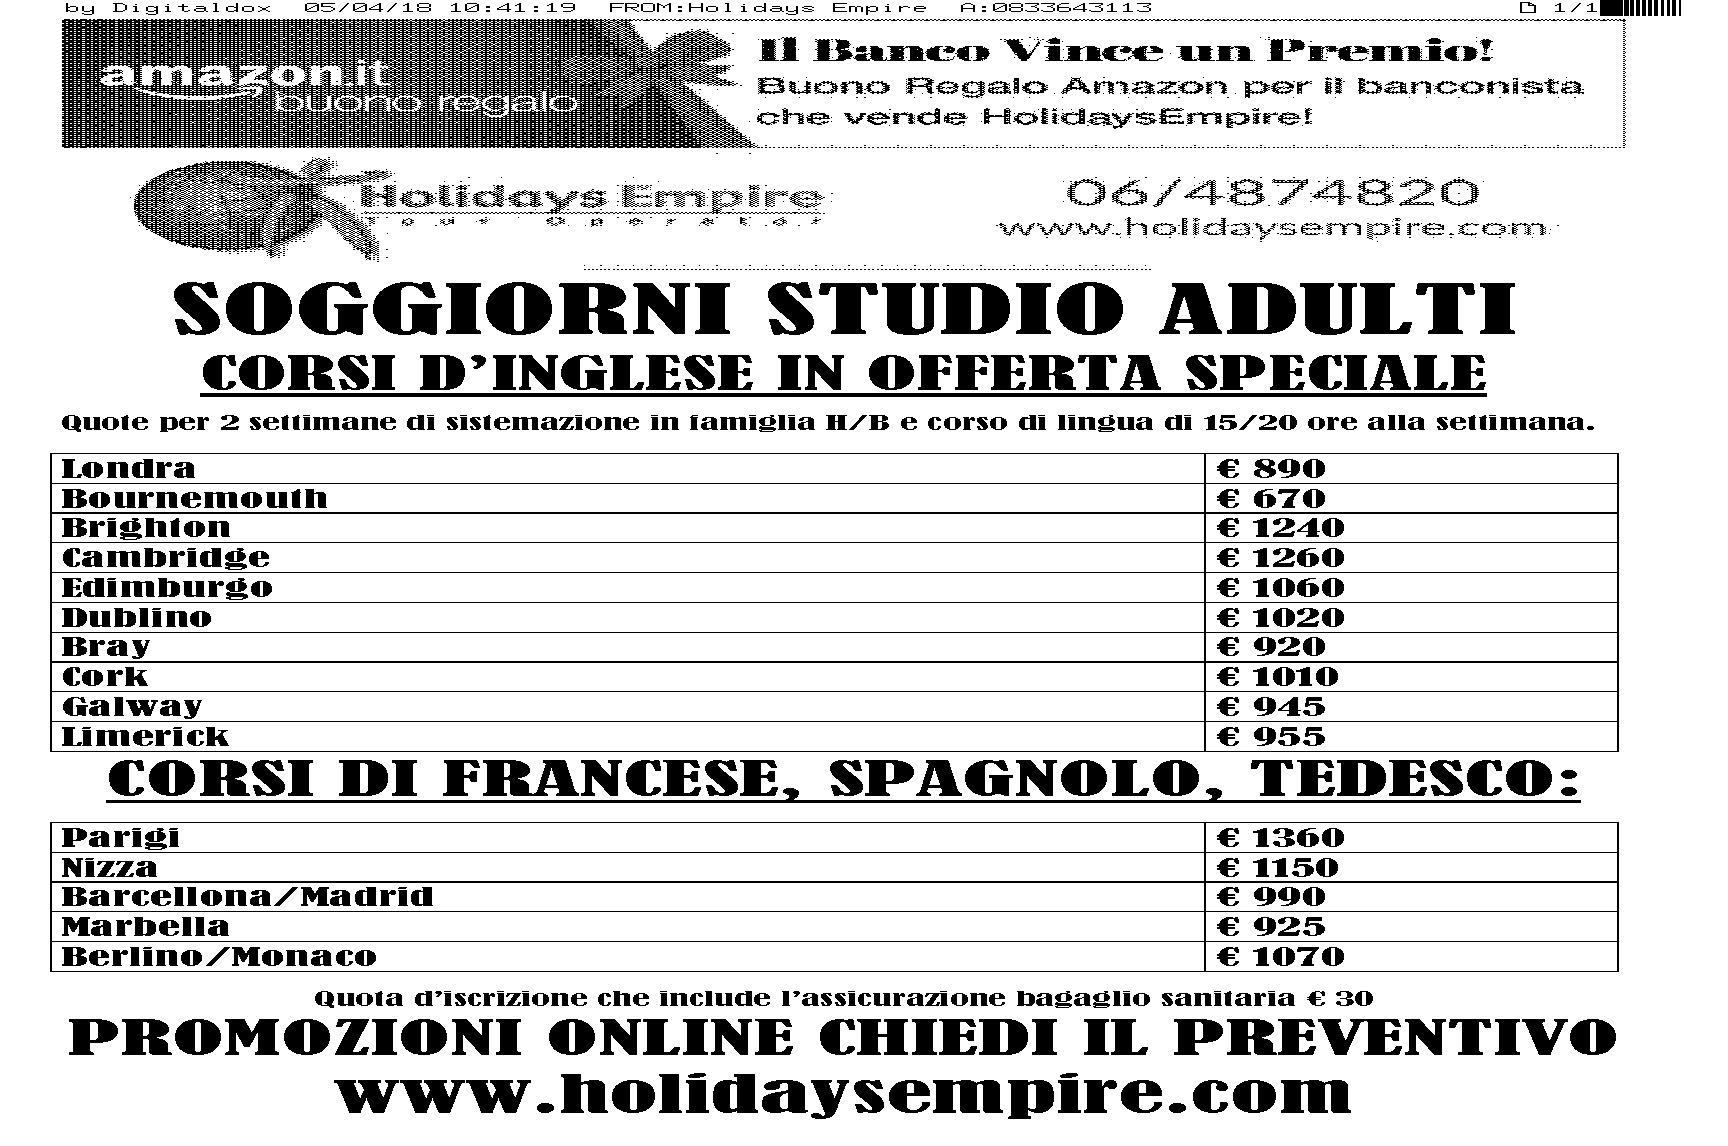 by Digitaldox 05/04/18 10:41:19 FROM:Holidays Empire A:0833643113 1/1
amazon.it
buono regalo
Il Banco Vince un Premio!
Buono Regalo Amazon per il banconista
che vende HolidaysEmpire!
Holidays Empire
Tour Operator
06/4874820
www.holidaysempire.com
SOGGIORNI STUDIO ADULTI
CORSI D'INGLESE IN OFFERTA SPECIALE
Quote per 2 settimane di sistemazione in famiglia H/B e corso di lingua di 15/20 ore alla settimana.
Londra € 890
Bournemouth € 670
Brighton € 1240
Cambridge € 1260
Edimburgo € 1060
Dublino € 1020
Bray € 920
Cork € 1010
Galway € 945
Limerick € 955
CORSI DI FRANCESE, SPAGNOLO, TEDESCO:
Parigi € 1360
Nizza € 1150
Barcellona/Madrid € 990
Marbella € 925
Berlino/Monaco € 1070
Quota d'iscrizione che include l'assicurazione bagaglio sanitaria € 30
PROMOZIONI ONLINE CHIEDI IL PREVENTIVO
www.holidaysempire.com